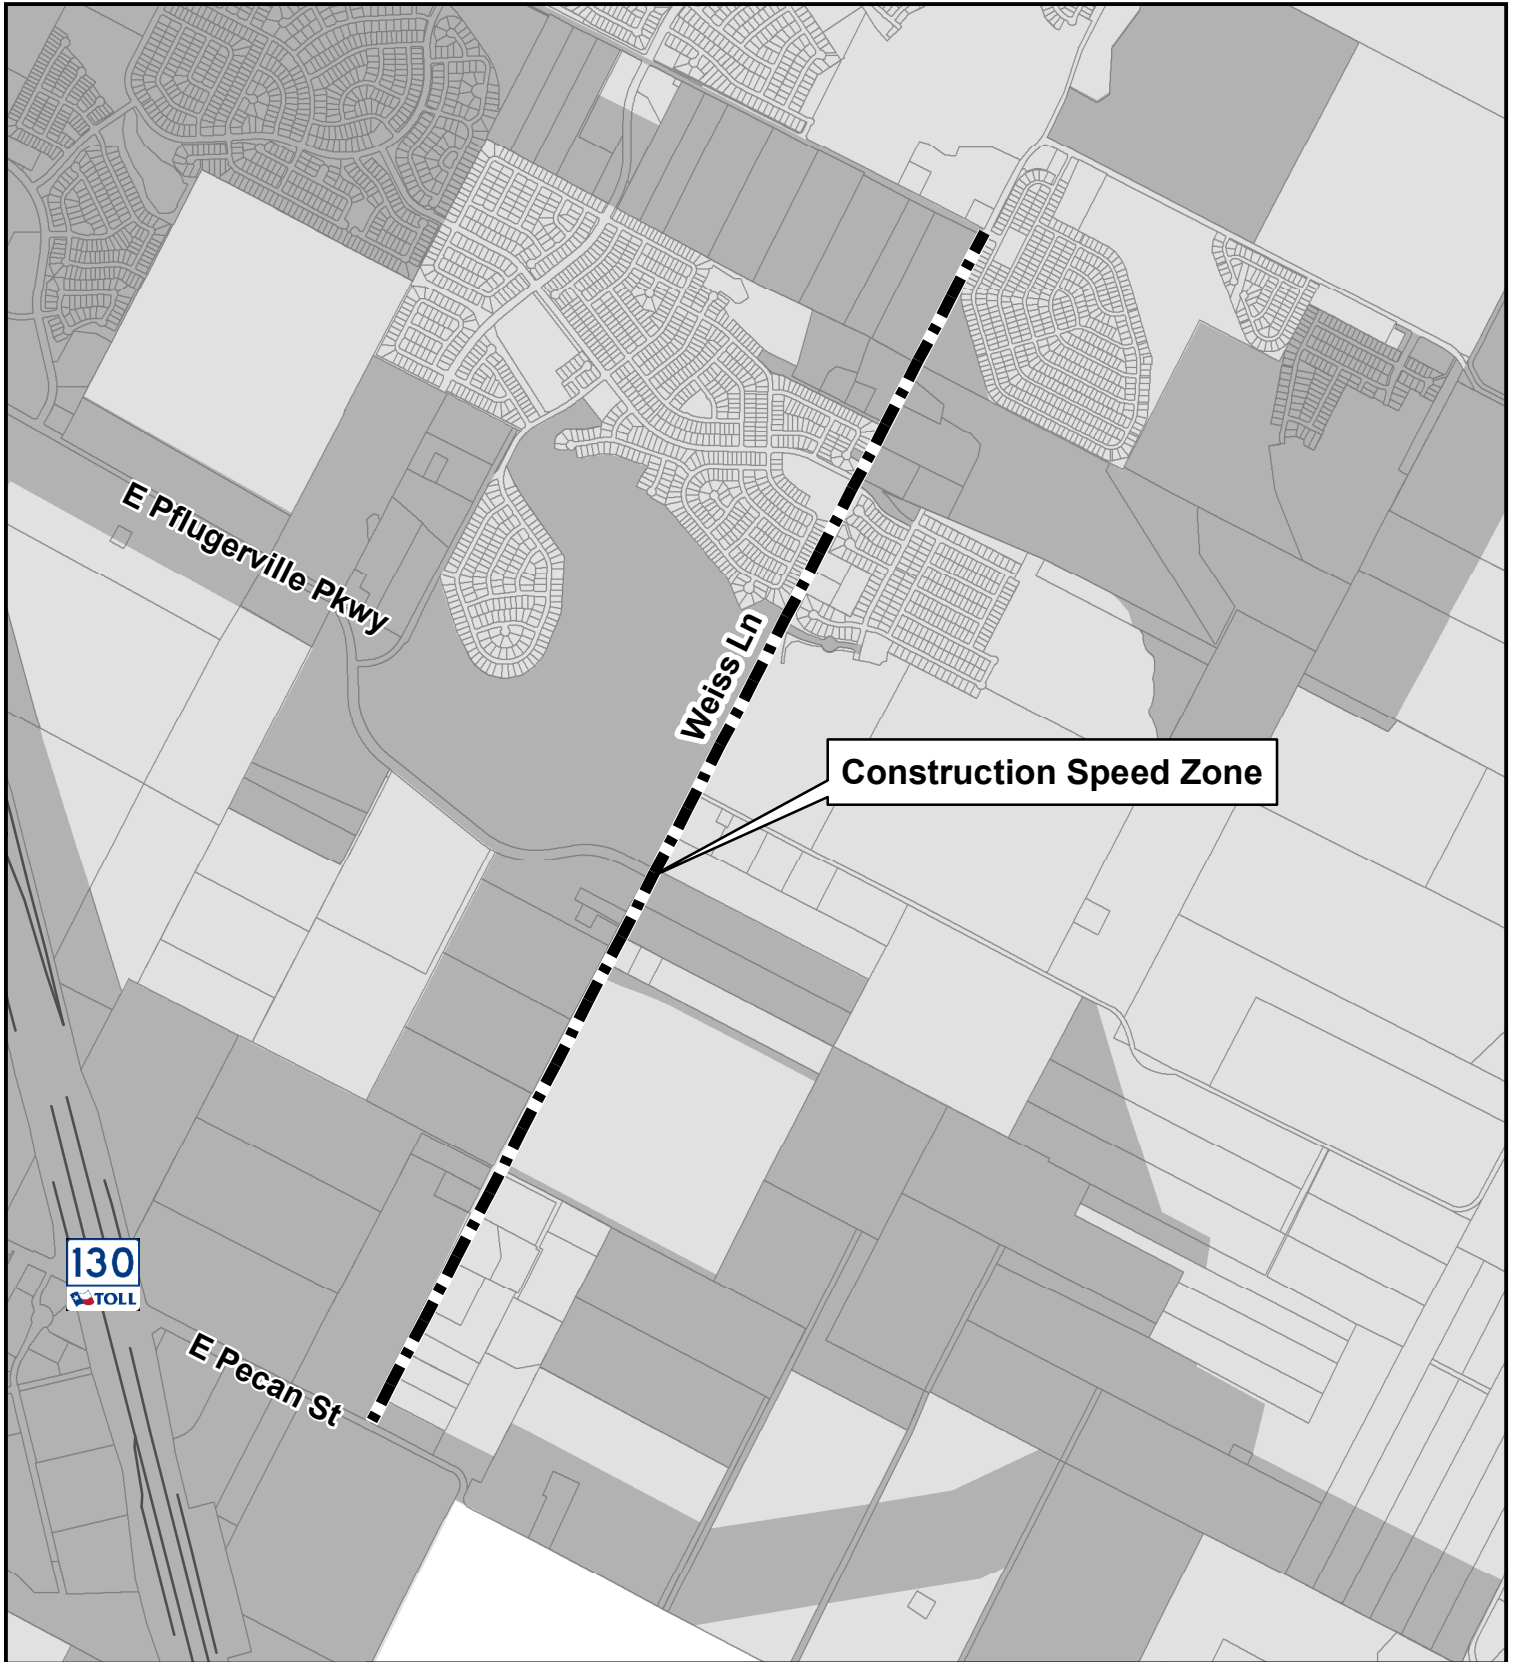 E Pflugerville Pkwy
Weiss Ln
Construction Speed Zone
130
TOLL
E Pecan St